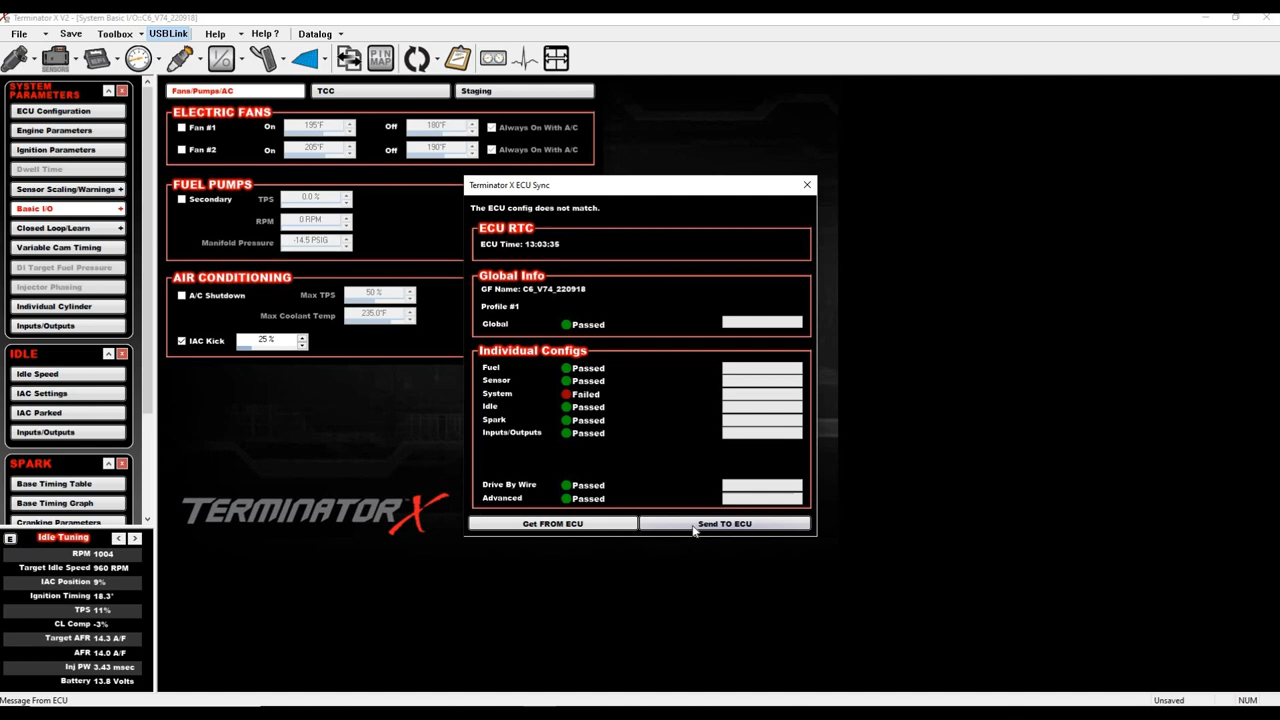 Terminator X V2 - [System Basic I/O::C6_V74_220918]
File Save Toolbox USBLink Help Help ? Datalog
SENSORS I/O PIN MAP
SYSTEM PARAMETERS
ECU Configuration
Engine Parameters
Ignition Parameters
Dwell Time
Sensor Scaling/Warnings +
Basic I/O +
Closed Loop/Learn +
Variable Cam Timing
DI Target Fuel Pressure
Injector Phasing
Individual Cylinder
Inputs/Outputs
IDLE
Idle Speed
IAC Settings
IAC Parked
Inputs/Outputs
SPARK
Base Timing Table
Base Timing Graph
Cranking Parameters
E Idle Tuning < >
RPM 1004
Target Idle Speed 960 RPM
IAC Position 9%
Ignition Timing 18.3°
TPS 11%
CL Comp -3%
Target AFR 14.3 A/F
AFR 14.0 A/F
Inj PW 3.43 msec
Battery 13.8 Volts
Fans/Pumps/AC TCC Staging
ELECTRIC FANS
Fan #1 On 195°F Off 180°F Always On With A/C
Fan #2 On 205°F Off 190°F Always On With A/C
FUEL PUMPS
Secondary TPS 0.0 %
RPM 0 RPM
Manifold Pressure -14.5 PSIG
AIR CONDITIONING
A/C Shutdown Max TPS 50 %
Max Coolant Temp 235.0°F
IAC Kick 25 %
TERMINATOR X
Terminator X ECU Sync
The ECU config does not match.
ECU RTC
ECU Time: 13:03:35
Global Info
GF Name: C6_V74_220918
Profile #1
Global Passed
Individual Configs
Fuel Passed
Sensor Passed
System Failed
Idle Passed
Spark Passed
Inputs/Outputs Passed
Drive By Wire Passed
Advanced Passed
Get FROM ECU Send TO ECU
Message From ECU Unsaved NUM